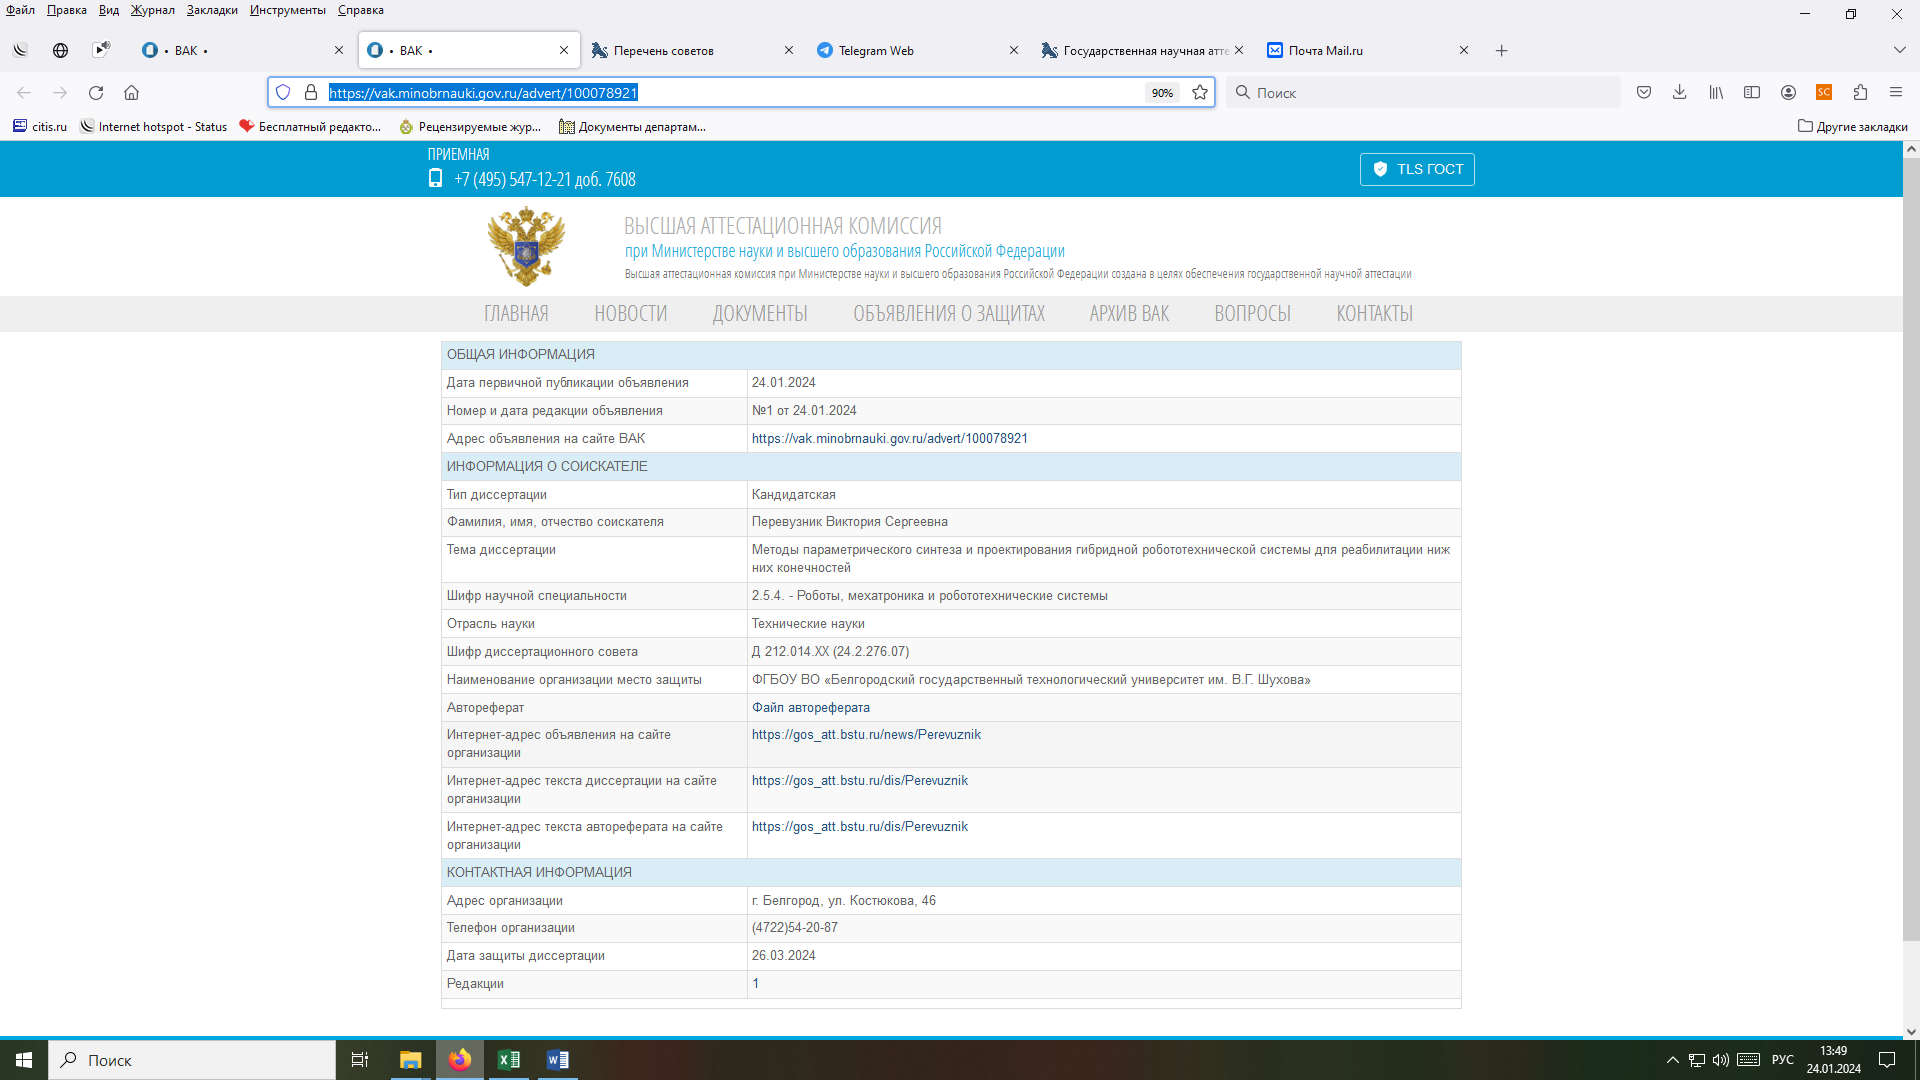 Файл Правка Вид Журнал Закладки Инструменты Справка
• ВАК •
• ВАК •
Перечень советов
Telegram Web
Государственная научная атте
Почта Mail.ru
https://vak.minobrnauki.gov.ru/advert/100078921
90%
Поиск
SC
citis.ru
Internet hotspot - Status
Бесплатный редакто...
Рецензируемые жур...
Документы департам...
Другие закладки
ПРИЕМНАЯ
+7 (495) 547-12-21 доб. 7608
TLS ГОСТ
ВЫСШАЯ АТТЕСТАЦИОННАЯ КОМИССИЯ
при Министерстве науки и высшего образования Российской Федерации
Высшая аттестационная комиссия при Министерстве науки и высшего образования Российской Федерации создана в целях обеспечения государственной научной аттестации
ГЛАВНАЯ НОВОСТИ ДОКУМЕНТЫ ОБЪЯВЛЕНИЯ О ЗАЩИТАХ АРХИВ ВАК ВОПРОСЫ КОНТАКТЫ
ОБЩАЯ ИНФОРМАЦИЯ
Дата первичной публикации объявления 24.01.2024
Номер и дата редакции объявления №1 от 24.01.2024
Адрес объявления на сайте ВАК https://vak.minobrnauki.gov.ru/advert/100078921
ИНФОРМАЦИЯ О СОИСКАТЕЛЕ
Тип диссертации Кандидатская
Фамилия, имя, отчество соискателя Перевузник Виктория Сергеевна
Тема диссертации Методы параметрического синтеза и проектирования гибридной робототехнической системы для реабилитации ниж
них конечностей
Шифр научной специальности 2.5.4. - Роботы, мехатроника и робототехнические системы
Отрасль науки Технические науки
Шифр диссертационного совета Д 212.014.XX (24.2.276.07)
Наименование организации место защиты ФГБОУ ВО «Белгородский государственный технологический университет им. В.Г. Шухова»
Автореферат Файл автореферата
Интернет-адрес объявления на сайте https://gos_att.bstu.ru/news/Perevuznik
организации
Интернет-адрес текста диссертации на сайте https://gos_att.bstu.ru/dis/Perevuznik
организации
Интернет-адрес текста автореферата на сайте https://gos_att.bstu.ru/dis/Perevuznik
организации
КОНТАКТНАЯ ИНФОРМАЦИЯ
Адрес организации г. Белгород, ул. Костюкова, 46
Телефон организации (4722)54-20-87
Дата защиты диссертации 26.03.2024
Редакции 1
Поиск
РУС
13:49
24.01.2024